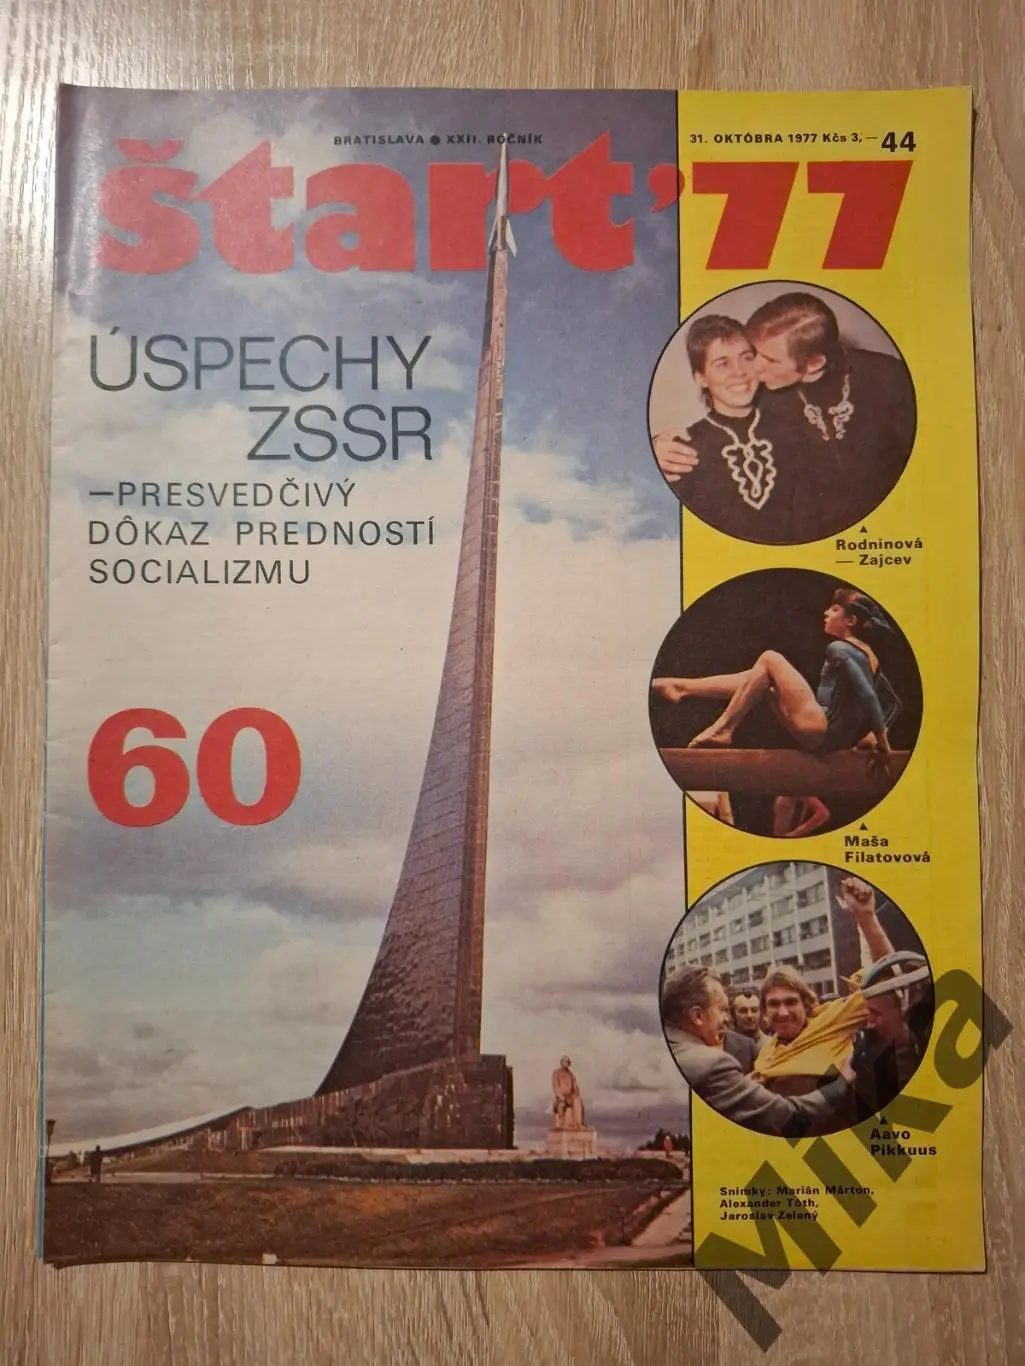 BRATISLAVA ● XXII. ROČNÍK
31. OKTÓBRA 1977 Kčs 3,— 44
štart '77
ÚSPECHY
ZSSR
—PRESVEDČIVÝ
DÔKAZ PREDNOSTÍ
SOCIALIZMU
60
Rodninová
— Zajcev
Maša
Filatovová
Aavo
Pikkuus
Snímky: Marián Márton,
Alexander Tóth,
Jaroslav Zelený
Mika